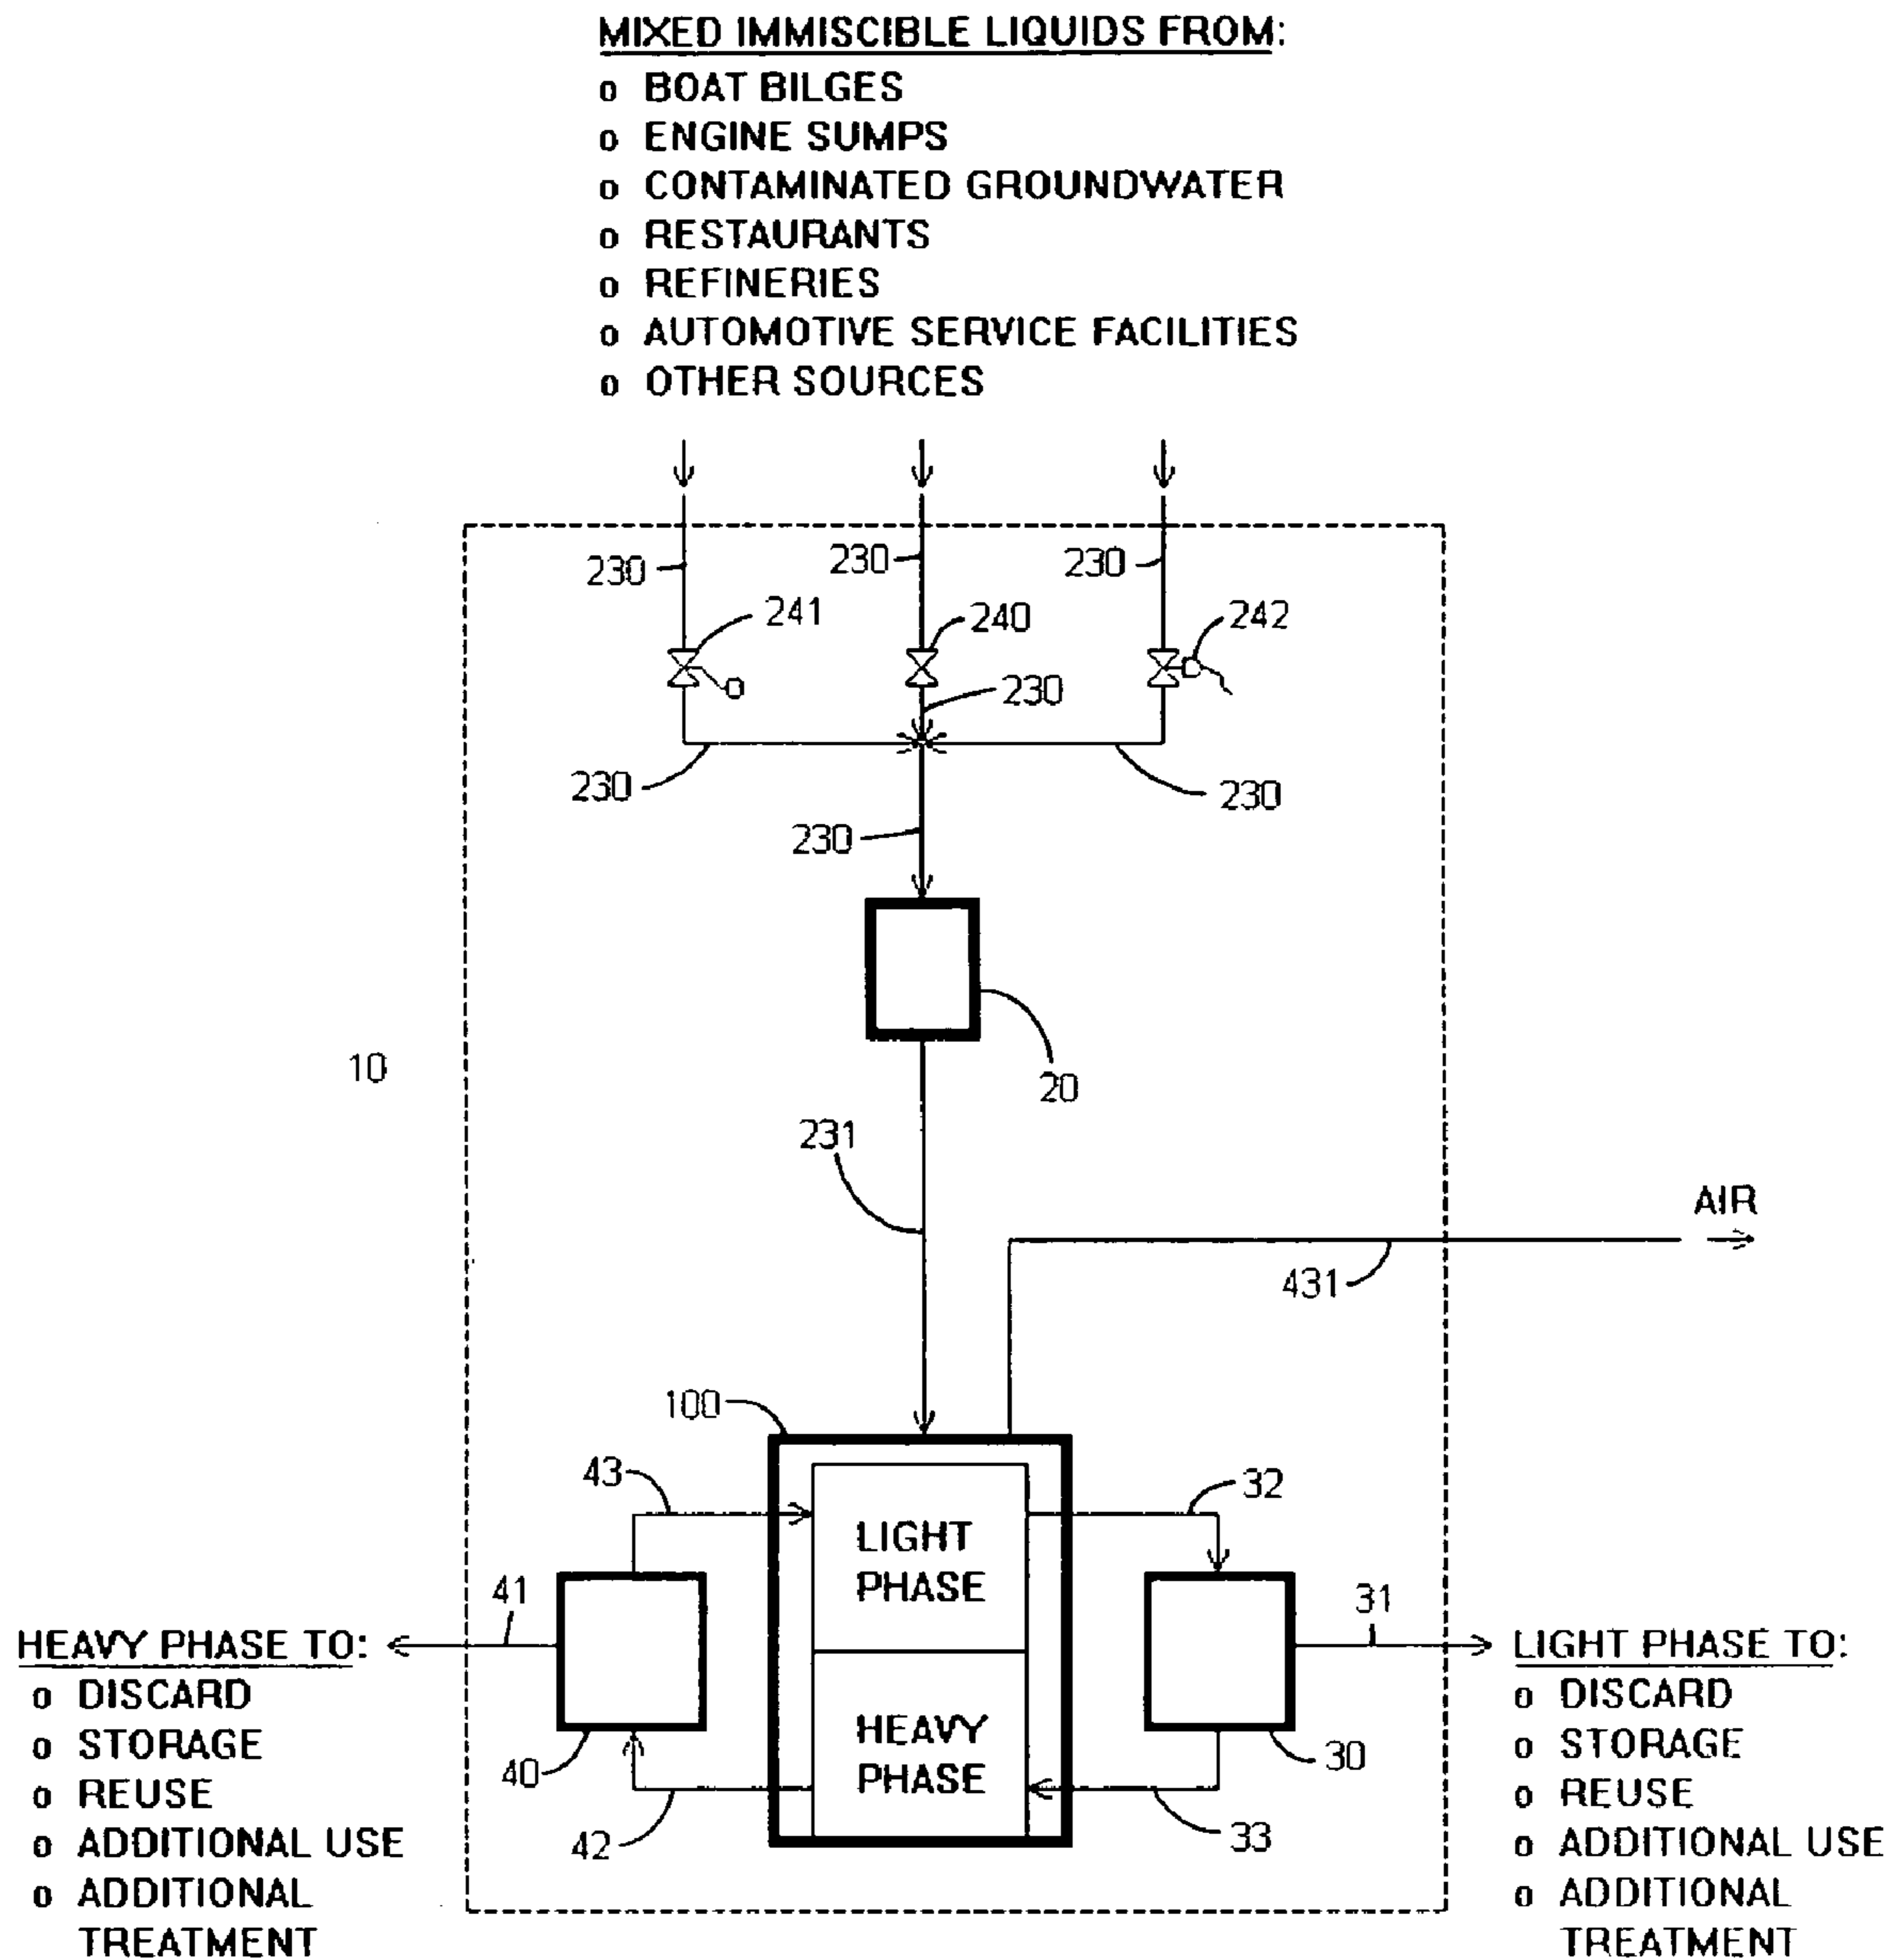 MIXED IMMISCIBLE LIQUIDS FROM:
o BOAT BILGES
o ENGINE SUMPS
o CONTAMINATED GROUNDWATER
o RESTAURANTS
o REFINERIES
o AUTOMOTIVE SERVICE FACILITIES
o OTHER SOURCES
230
230
230
241
240
242
230
230
230
230
20
10
231
AIR
431
100
43
32
LIGHT
PHASE
41
31
HEAVY PHASE TO:
o DISCARD
o STORAGE
o REUSE
o ADDITIONAL USE
o ADDITIONAL
TREATMENT
HEAVY
PHASE
40
42
30
33
LIGHT PHASE TO:
o DISCARD
o STORAGE
o REUSE
o ADDITIONAL USE
o ADDITIONAL
TREATMENT